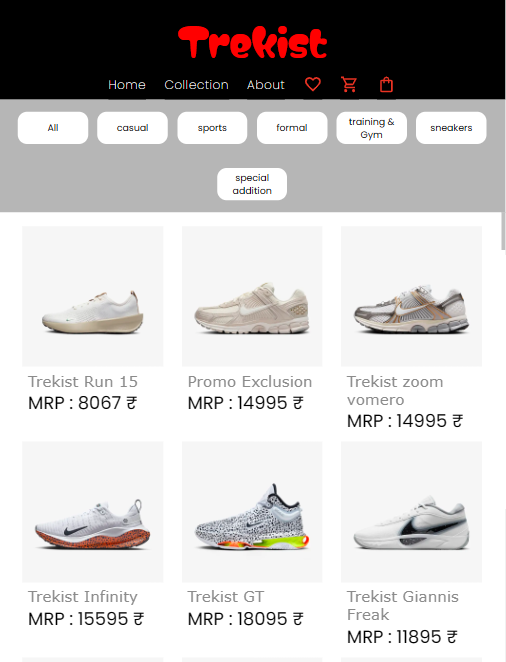 Trekist
Home Collection About
All casual sports formal training & sneakers
Gym
special
addition
Trekist Run 15 Promo Exclusion Trekist zoom
vomero
MRP : 8067 ₹ MRP : 14995 ₹
MRP : 14995 ₹
Trekist Infinity Trekist GT Trekist Giannis
Freak
MRP : 15595 ₹ MRP : 18095 ₹
MRP : 11895 ₹